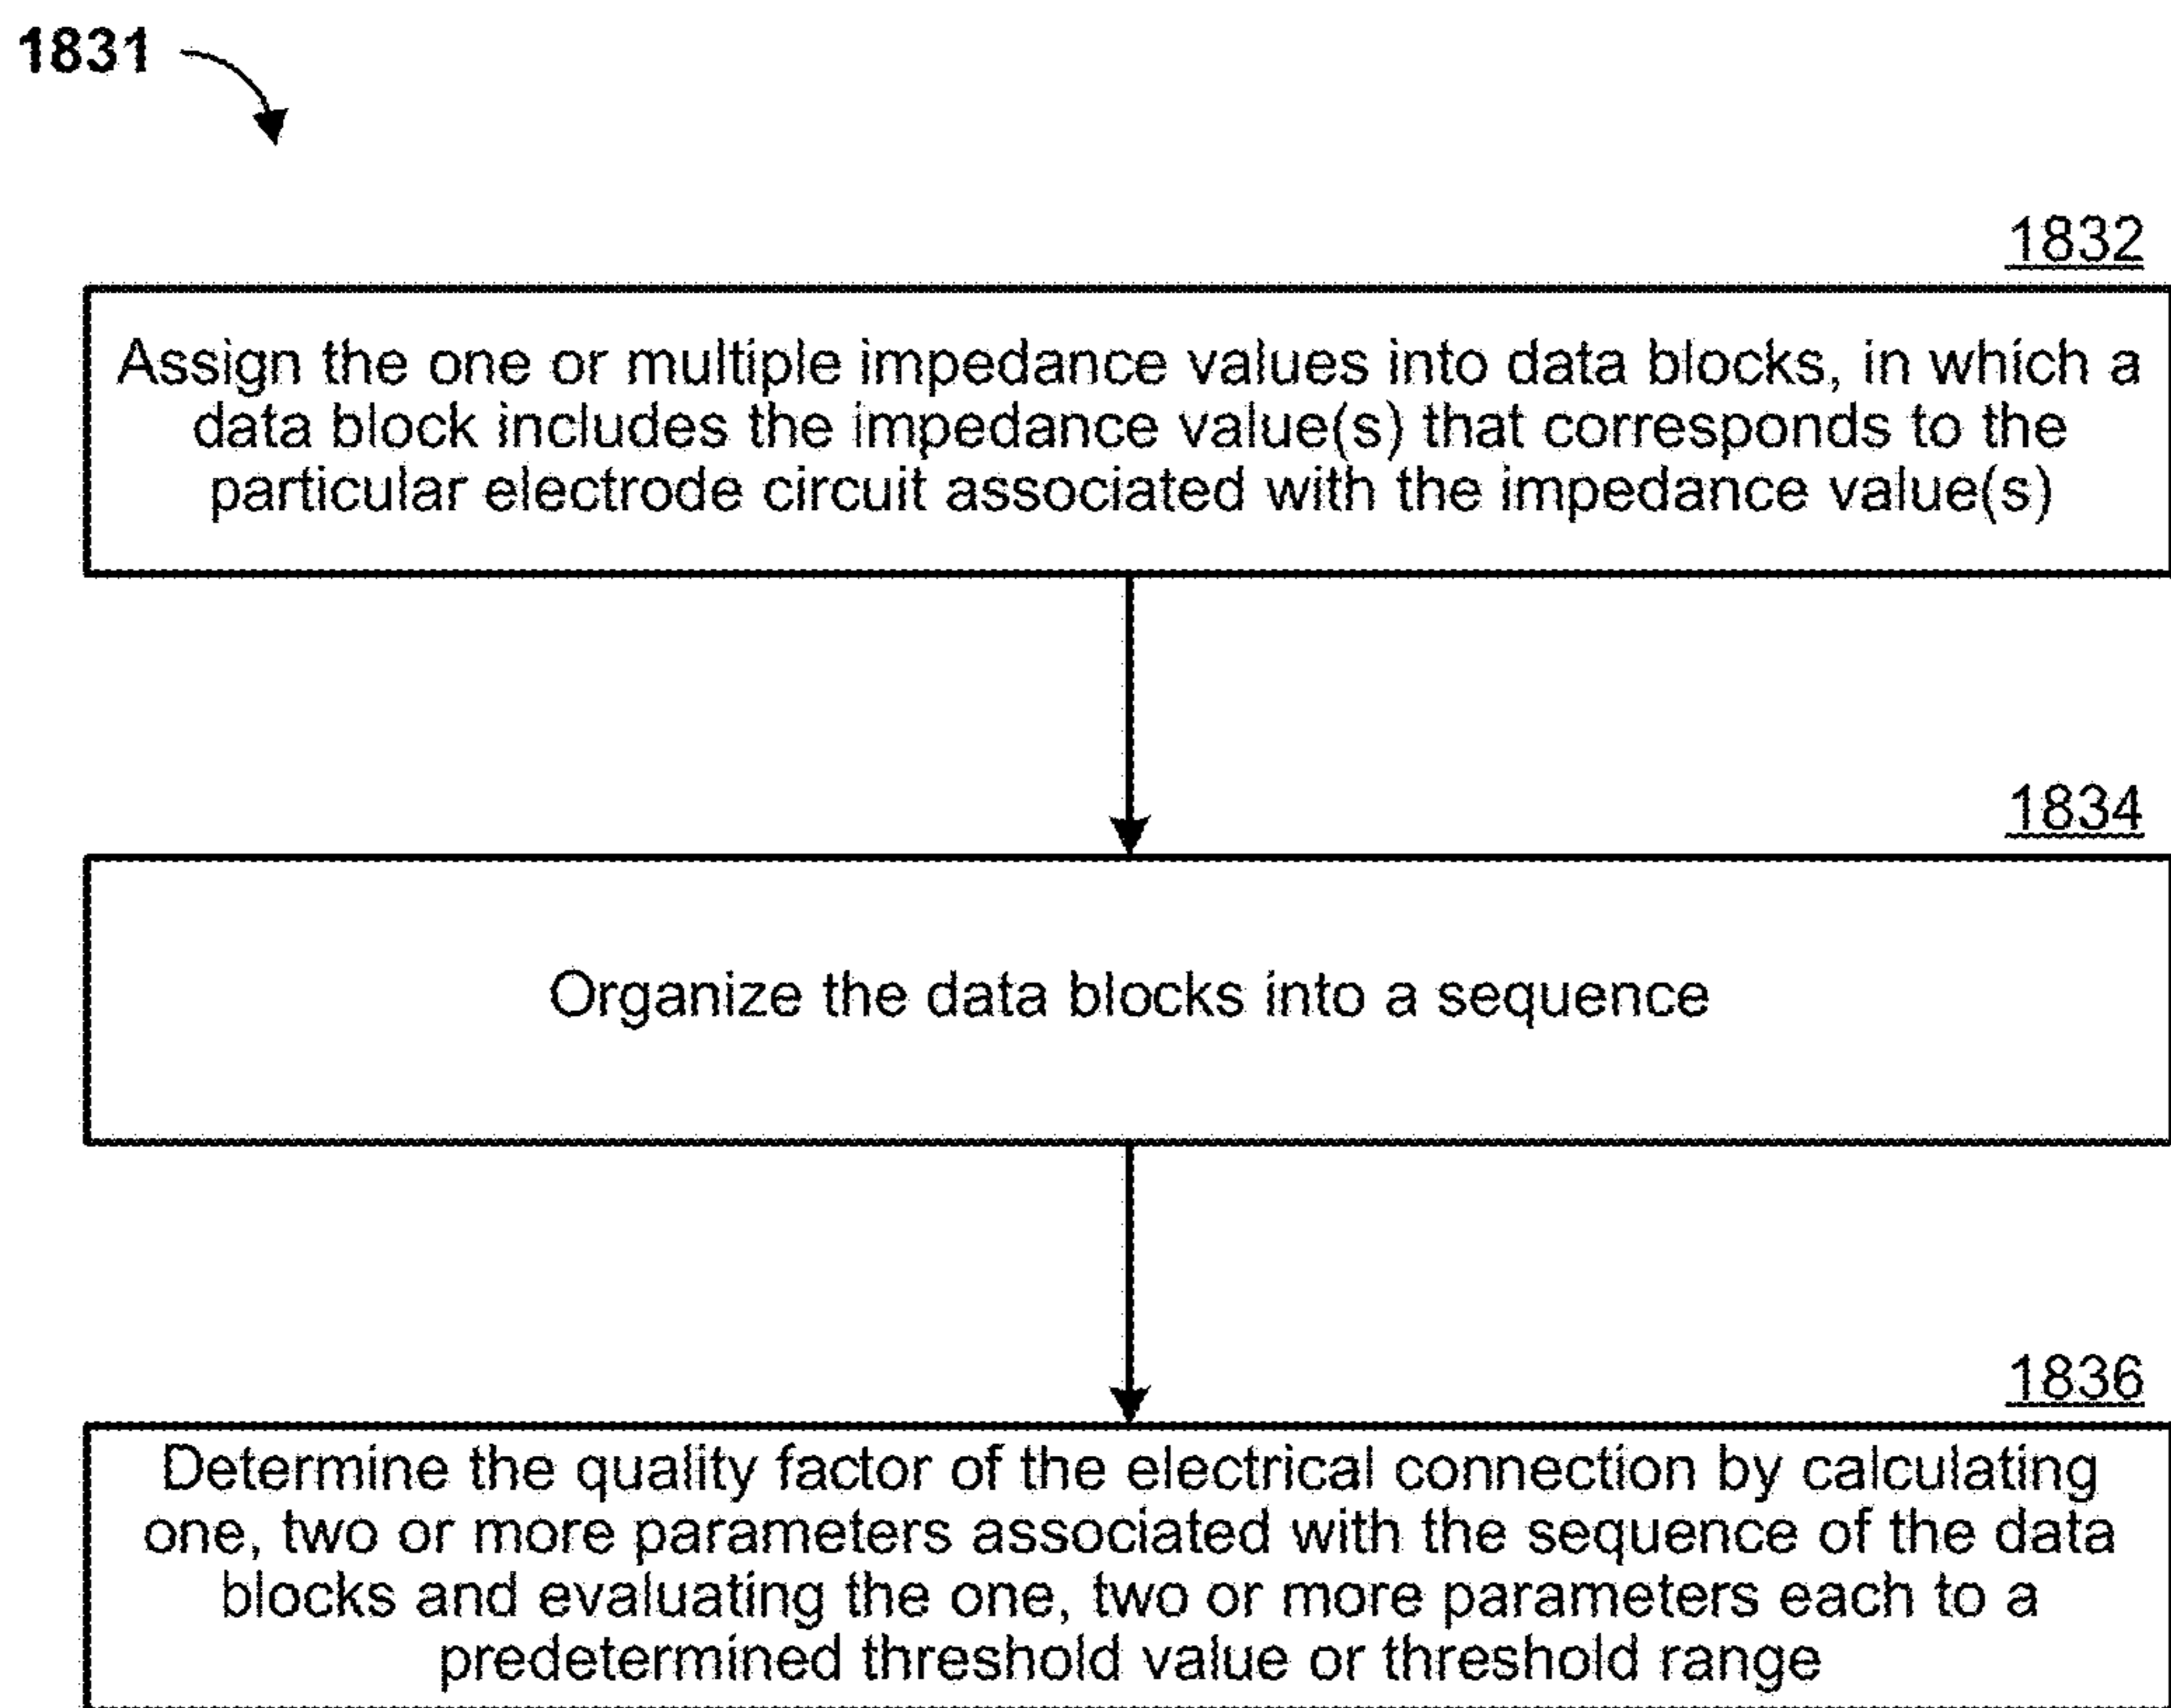 1831
1832
Assign the one or multiple impedance values into data blocks, in which a
data block includes the impedance value(s) that corresponds to the
particular electrode circuit associated with the impedance value(s)
1834
Organize the data blocks into a sequence
1836
Determine the quality factor of the electrical connection by calculating
one, two or more parameters associated with the sequence of the data
blocks and evaluating the one, two or more parameters each to a
predetermined threshold value or threshold range